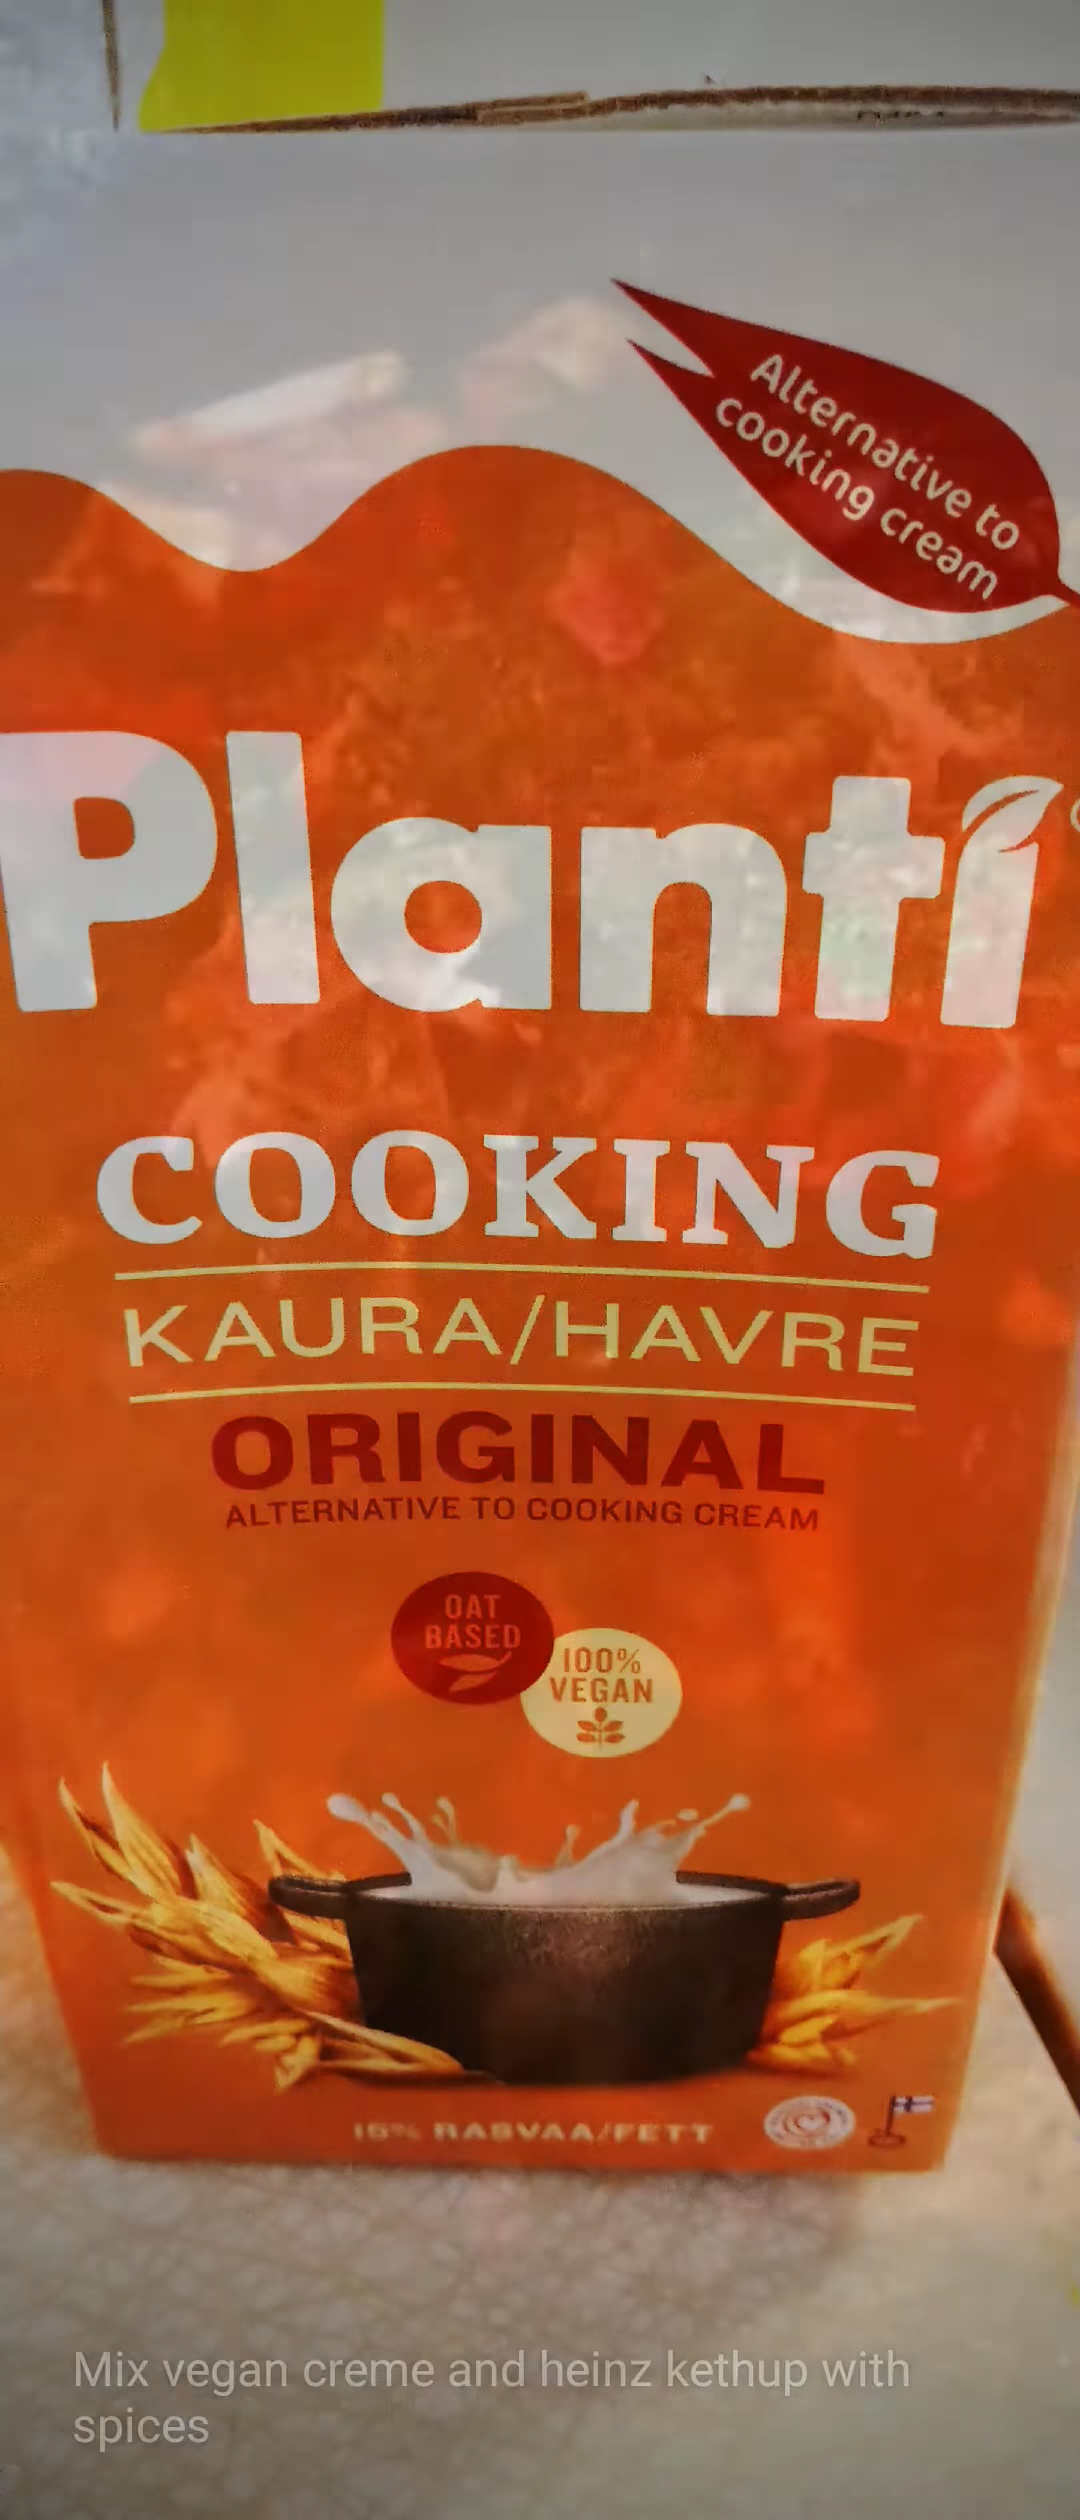 Alternative to
cooking cream
Planti
COOKING
KAURA/HAVRE
ORIGINAL
ALTERNATIVE TO COOKING CREAM
OAT
BASED
100%
VEGAN
15% RASVAA/FETT
Mix vegan creme and heinz kethup with
spices